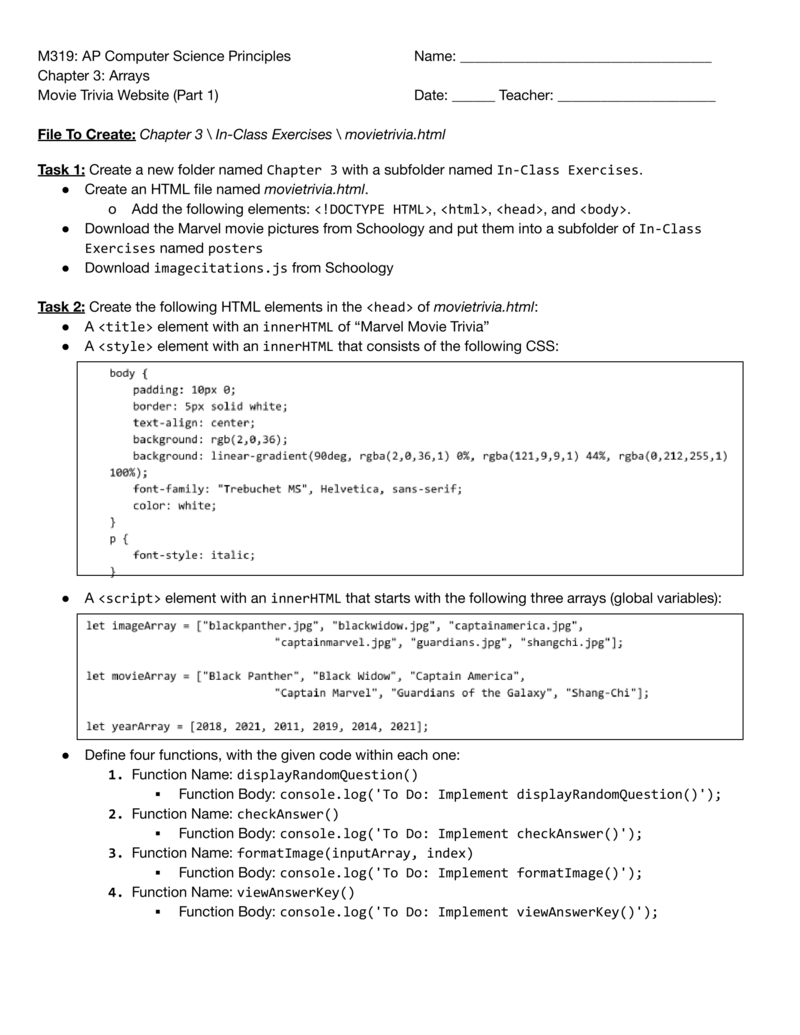 M319: AP Computer Science Principles
Name: ________________________________
Chapter 3: Arrays
Movie Trivia Website (Part 1)
Date: ______ Teacher: ____________________
File To Create: Chapter 3 \ In-Class Exercises \ movietrivia.html
Task 1: Create a new folder named Chapter 3 with a subfolder named In-Class Exercises.
● Create an HTML file named movietrivia.html.
o Add the following elements: <!DOCTYPE HTML>, <html>, <head>, and <body>.
● Download the Marvel movie pictures from Schoology and put them into a subfolder of In-Class
Exercises named posters
● Download imagecitations.js from Schoology
Task 2: Create the following HTML elements in the <head> of movietrivia.html:
● A <title> element with an innerHTML of “Marvel Movie Trivia”
● A <style> element with an innerHTML that consists of the following CSS:
body {
padding: 10px 0;
border: 5px solid white;
text-align: center;
background: rgb(2,0,36);
background: linear-gradient(90deg, rgba(2,0,36,1) 0%, rgba(121,9,9,1) 44%, rgba(0,212,255,1)
100%);
font-family: "Trebuchet MS", Helvetica, sans-serif;
color: white;
}
p {
font-style: italic;
}
● A <script> element with an innerHTML that starts with the following three arrays (global variables):
let imageArray = ["blackpanther.jpg", "blackwidow.jpg", "captainamerica.jpg",
"captainmarvel.jpg", "guardians.jpg", "shangchi.jpg"];
let movieArray = ["Black Panther", "Black Widow", "Captain America",
"Captain Marvel", "Guardians of the Galaxy", "Shang-Chi"];
let yearArray = [2018, 2021, 2011, 2019, 2014, 2021];
● Define four functions, with the given code within each one:
1. Function Name: displayRandomQuestion()
▪ Function Body: console.log('To Do: Implement displayRandomQuestion()');
2. Function Name: checkAnswer()
▪ Function Body: console.log('To Do: Implement checkAnswer()');
3. Function Name: formatImage(inputArray, index)
▪ Function Body: console.log('To Do: Implement formatImage()');
4. Function Name: viewAnswerKey()
▪ Function Body: console.log('To Do: Implement viewAnswerKey()');